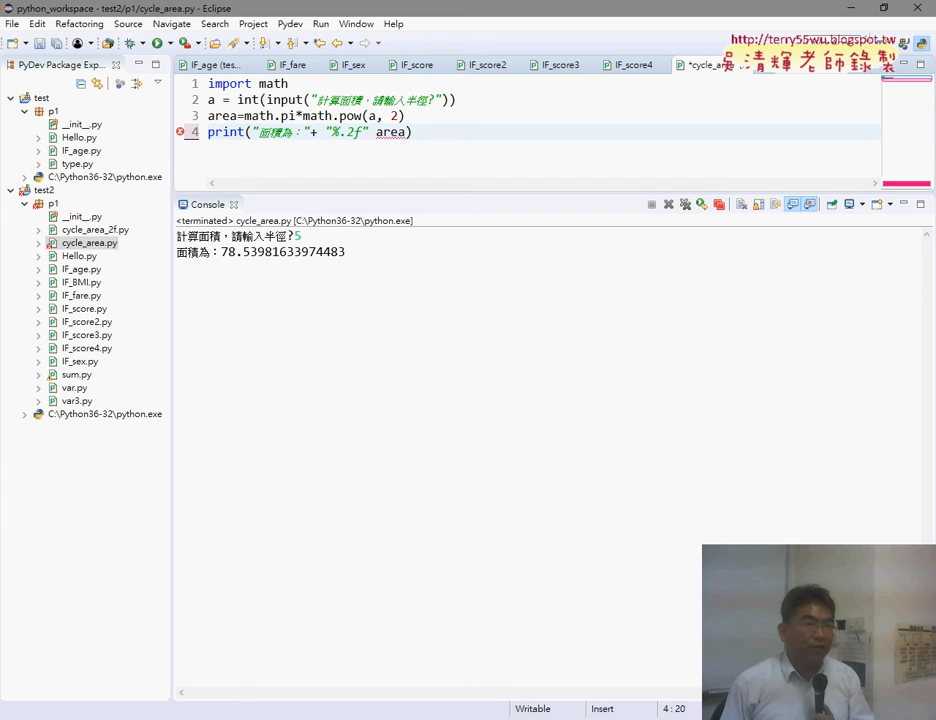 python_workspace - test2/p1/cycle_area.py - Eclipse
File Edit Refactoring Source Navigate Search Project Pydev Run Window Help
http://terry55wu.blogspot.tw
吳清輝老師錄製
PyDev Package Exp...
IF_age (tes... IF_fare IF_sex IF_score IF_score2 IF_score3 IF_score4 *cycle_are
test
p1
__init__.py
Hello.py
IF_age.py
type.py
C:\Python36-32\python.exe
test2
p1
__init__.py
cycle_area_2f.py
cycle_area.py
Hello.py
IF_age.py
IF_BMI.py
IF_fare.py
IF_score.py
IF_score2.py
IF_score3.py
IF_score4.py
IF_sex.py
sum.py
var.py
var3.py
C:\Python36-32\python.exe
1 import math
2 a = int(input("計算面積，請輸入半徑?"))
3 area=math.pi*math.pow(a, 2)
4 print("面積為："+ "%.2f" area)
Console
<terminated> cycle_area.py [C:\Python36-32\python.exe]
計算面積，請輸入半徑?5
面積為：78.53981633974483
Writable Insert 4 : 20